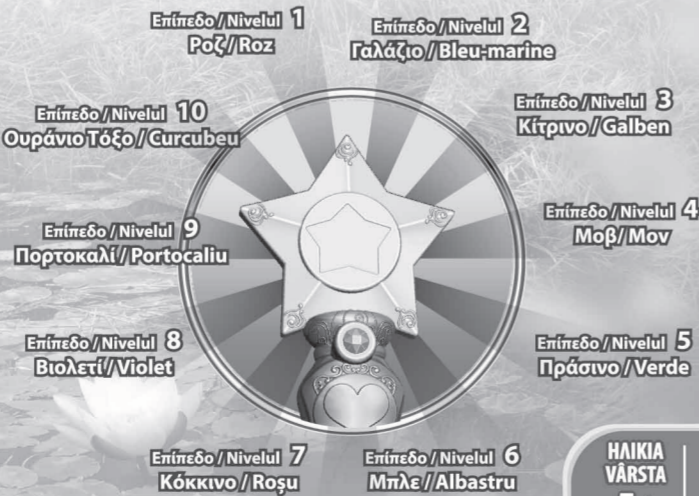 Επίπεδο/Nivelul 1
Ροζ/Roz
Επίπεδο/Nivelul 2
Γαλάζιο/Bleu-marine
Επίπεδο/Nivelul 3
Κίτρινο/Galben
Επίπεδο/Nivelul 4
Μοβ/Mov
Επίπεδο/Nivelul 5
Πράσινο/Verde
Επίπεδο/Nivelul 6
Μπλε/Albastru
Επίπεδο/Nivelul 7
Κόκκινο/Roșu
Επίπεδο/Nivelul 8
Βιολετί/Violet
Επίπεδο/Nivelul 9
Πορτοκαλί/Portocaliu
Επίπεδο/Nivelul 10
Ουράνιο Τόξο/Curcubeu
ΗΛΙΚΙΑ
VÂRSTA